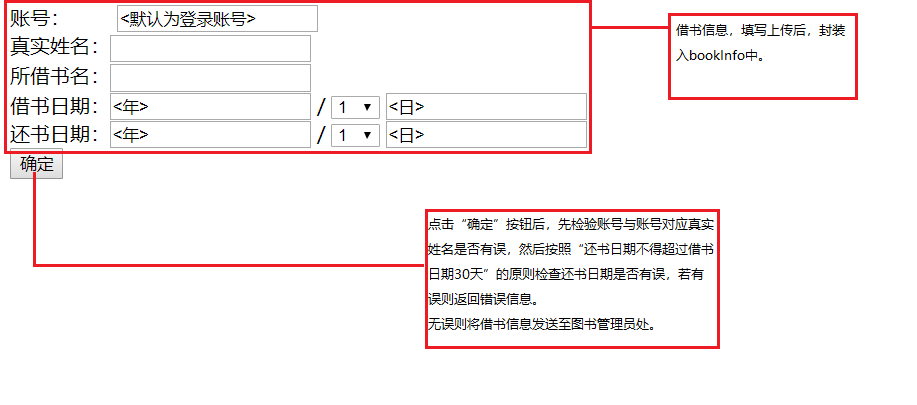 账号： <默认为登录账号>
真实姓名：
所借书名：
借书日期： <年> / 1 <日>
还书日期： <年> / 1 <日>
确定
借书信息，填写上传后，封装
入bookInfo中。
点击“确定”按钮后，先检验账号与账号对应真实
姓名是否有误，然后按照“还书日期不得超过借书
日期30天”的原则检查还书日期是否有误，若有
误则返回错误信息。
无误则将借书信息发送至图书管理员处。